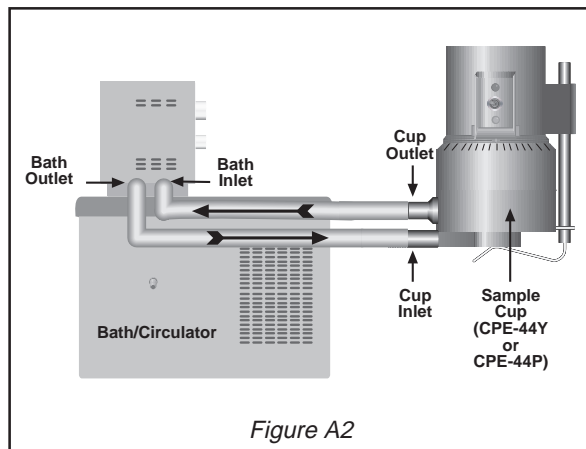 Bath
Outlet
Bath
Inlet
Cup
Outlet
Bath/Circulator
Cup
Inlet
Sample
Cup
(CPE-44Y
or
CPE-44P)
Figure A2